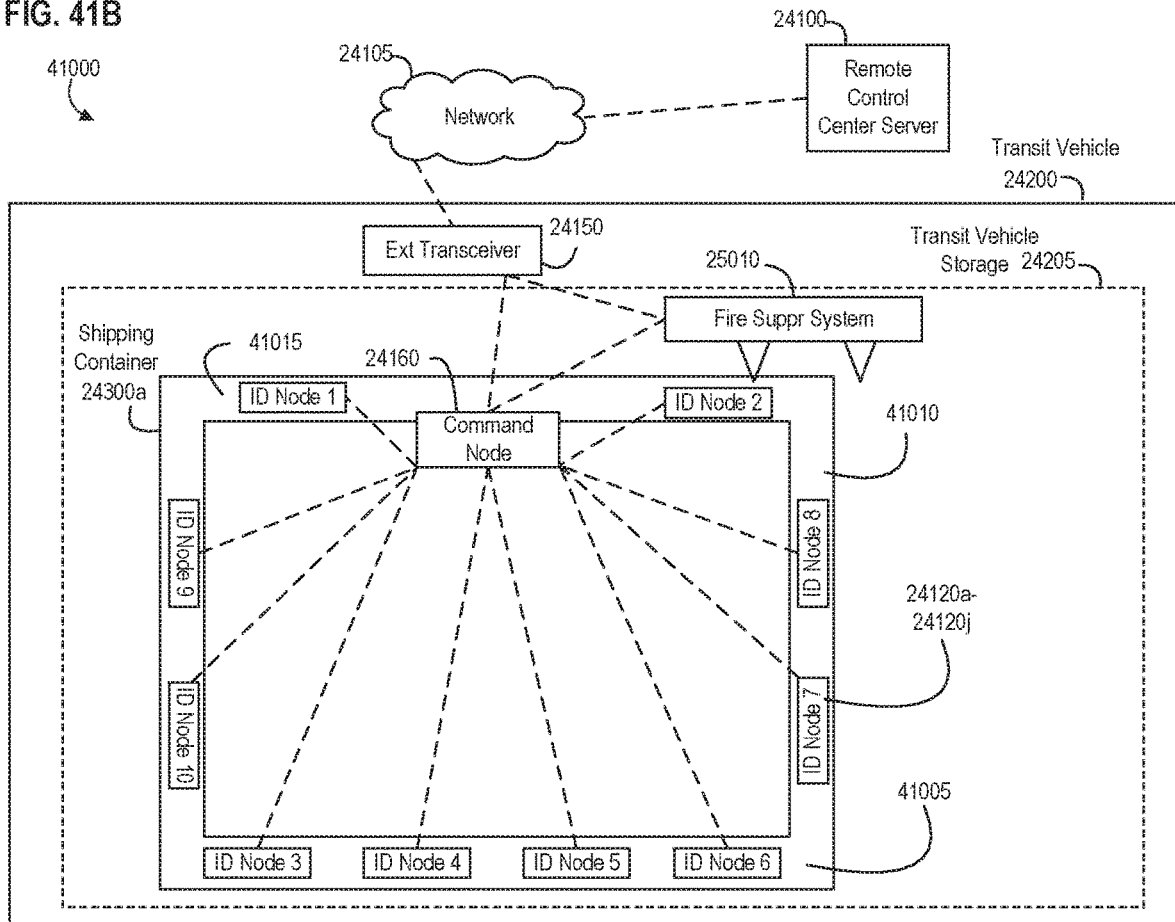 FIG. 41B
41000
24105
24100
Network
Remote
Control
Center Server
Transit Vehicle
24200
Ext Transceiver
24150
25010
Transit Vehicle
Storage 24205
Fire Suppr System
Shipping
Container
24300a
41015
24160
ID Node 1
Command
Node
ID Node 2
41010
ID Node 9
ID Node 8
24120a-
24120j
ID Node 10
ID Node 7
41005
ID Node 3
ID Node 4
ID Node 5
ID Node 6